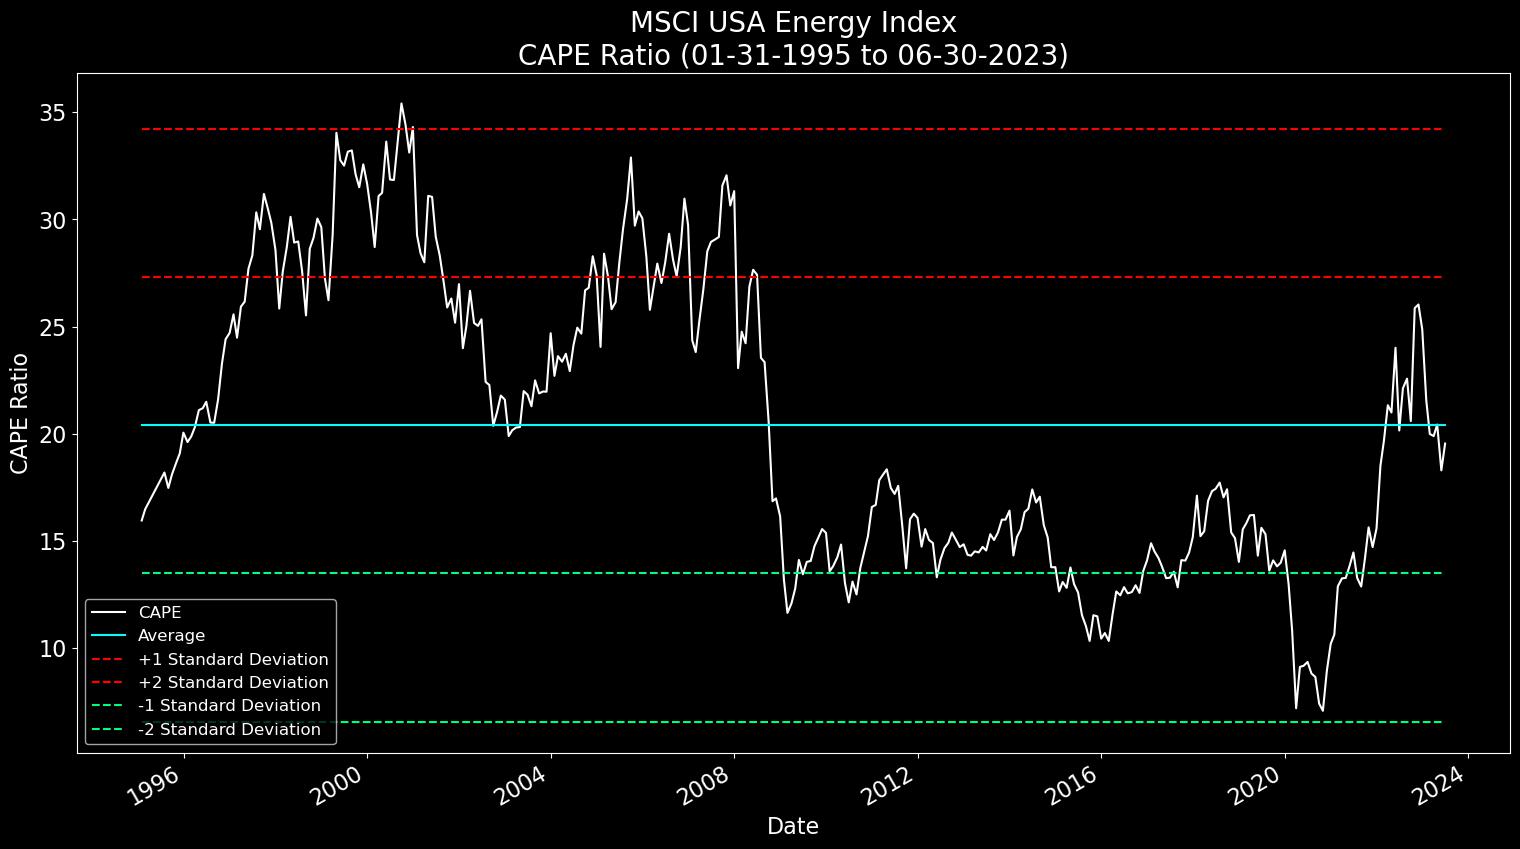 MSCI USA Energy Index
CAPE Ratio (01-31-1995 to 06-30-2023)
CAPE Ratio
35
30
25
20
15
10
CAPE
Average
+1 Standard Deviation
+2 Standard Deviation
-1 Standard Deviation
-2 Standard Deviation
1996
2000
2004
2008
2012
2016
2020
2024
Date